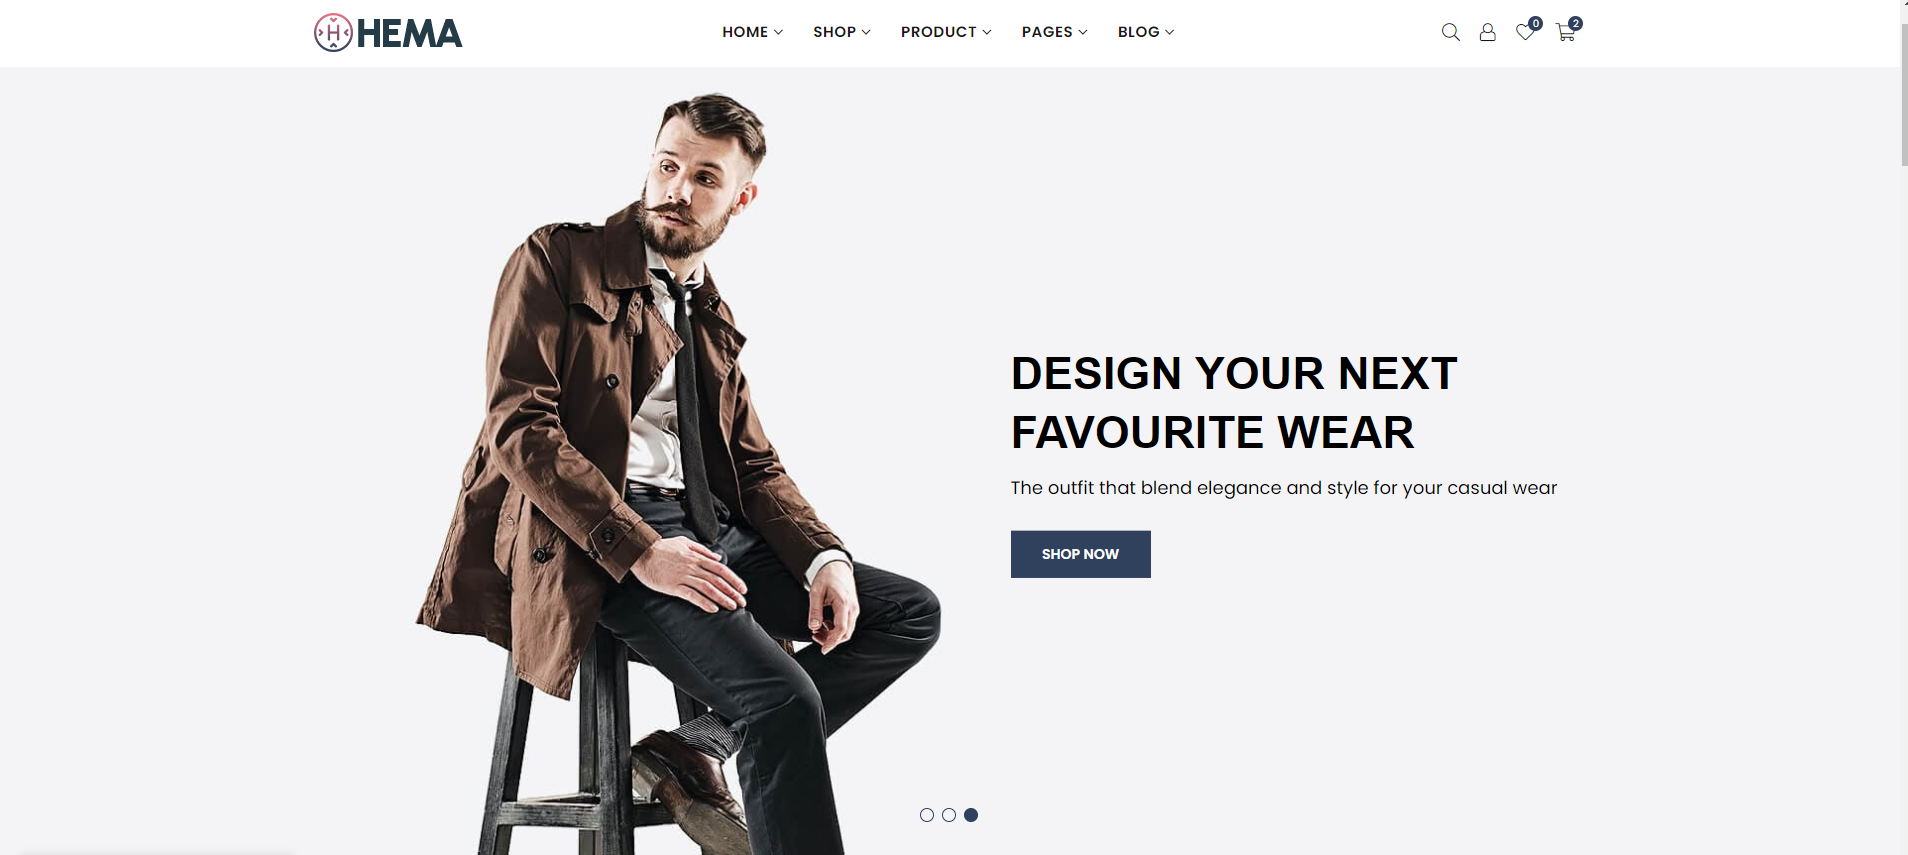 H HEMA
HOME SHOP PRODUCT PAGES BLOG
0 2
DESIGN YOUR NEXT
FAVOURITE WEAR
The outfit that blend elegance and style for your casual wear
SHOP NOW